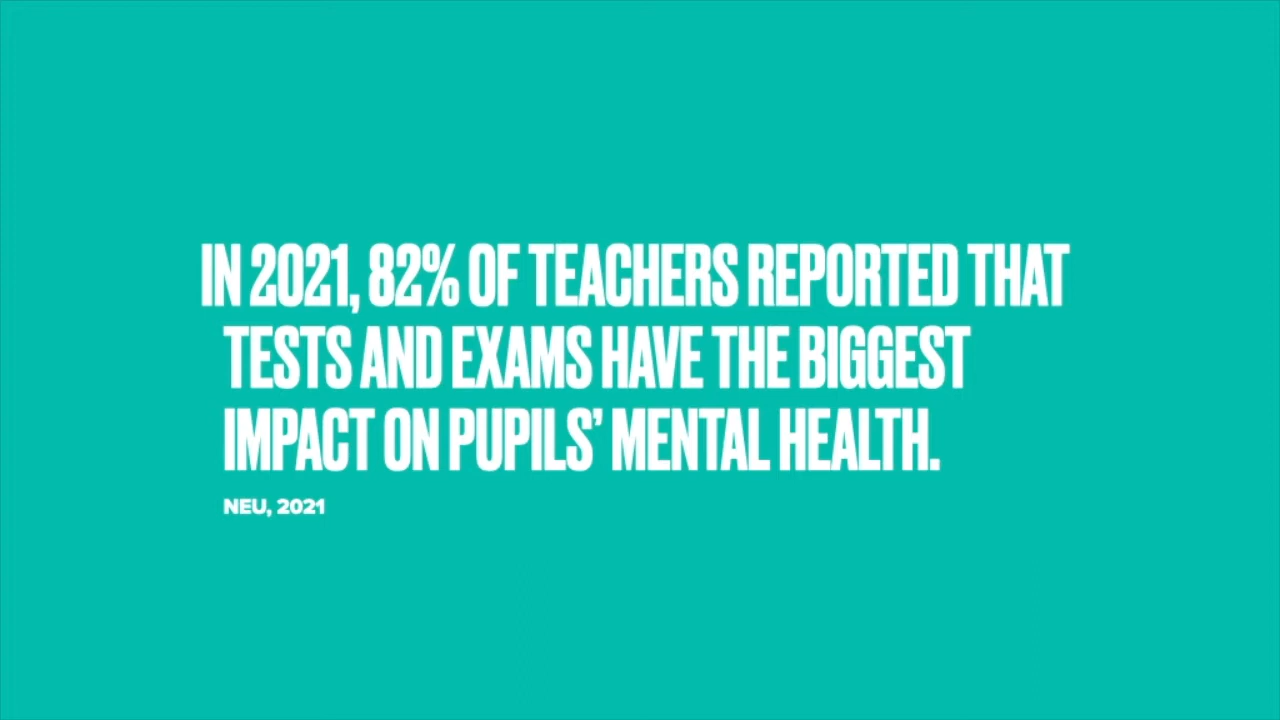 IN 2021, 82% OF TEACHERS REPORTED THAT
TESTS AND EXAMS HAVE THE BIGGEST
IMPACT ON PUPILS’ MENTAL HEALTH.
NEU, 2021